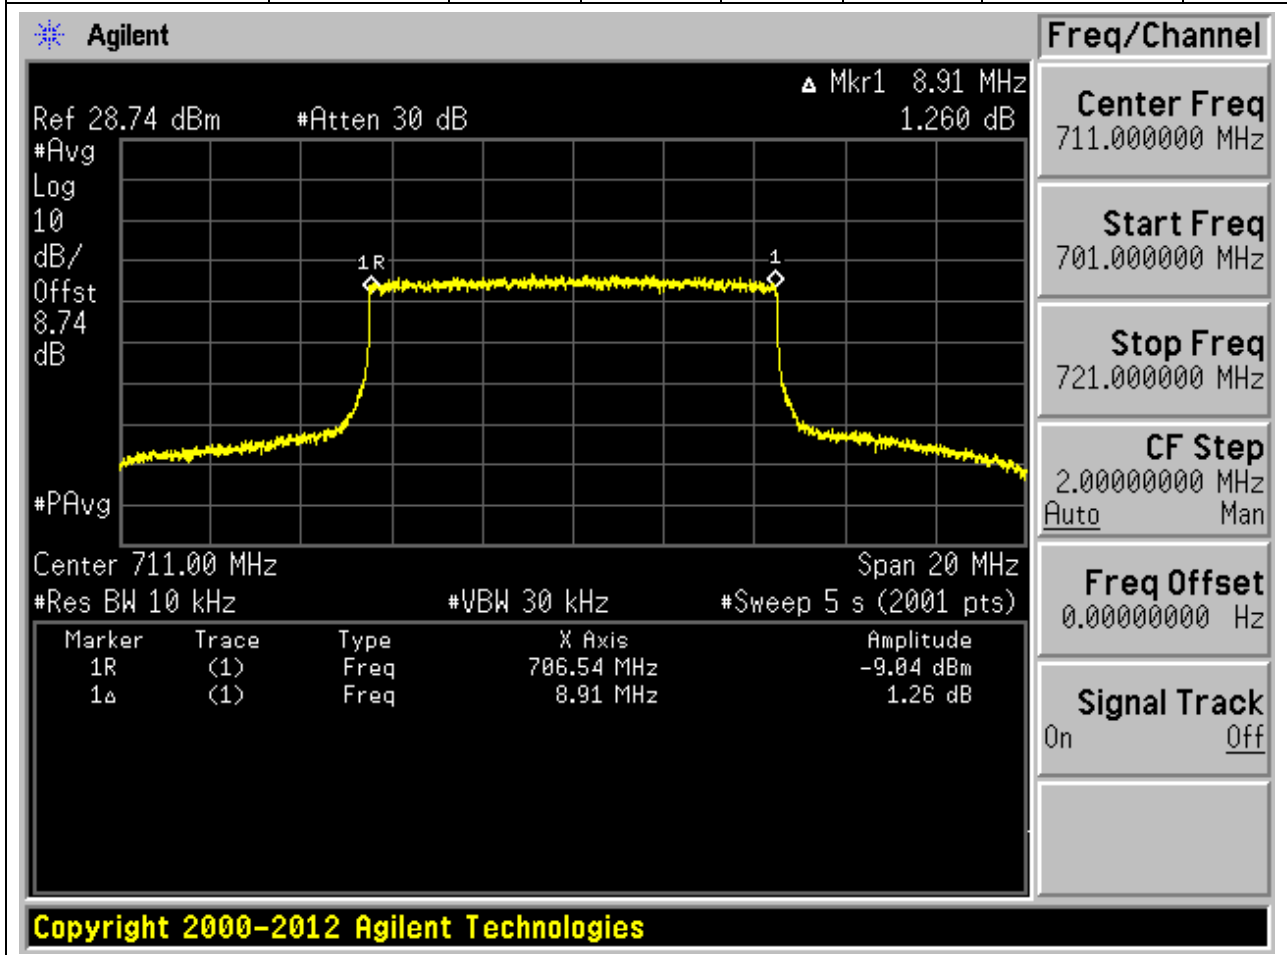 Agilent
Δ Mkr1 8.91 MHz
Ref 28.74 dBm #Atten 30 dB 1.260 dB
#Avg
Log
10
dB/
Offst
8.74
dB
1R
1
#PAvg
Center 711.00 MHz Span 20 MHz
#Res BW 10 kHz #VBW 30 kHz #Sweep 5 s (2001 pts)
Marker Trace Type X Axis Amplitude
1R (1) Freq 706.54 MHz -9.04 dBm
1Δ (1) Freq 8.91 MHz 1.26 dB
Freq/Channel
Center Freq
711.000000 MHz
Start Freq
701.000000 MHz
Stop Freq
721.000000 MHz
CF Step
2.00000000 MHz
Auto Man
Freq Offset
0.00000000 Hz
Signal Track
On Off
Copyright 2000-2012 Agilent Technologies